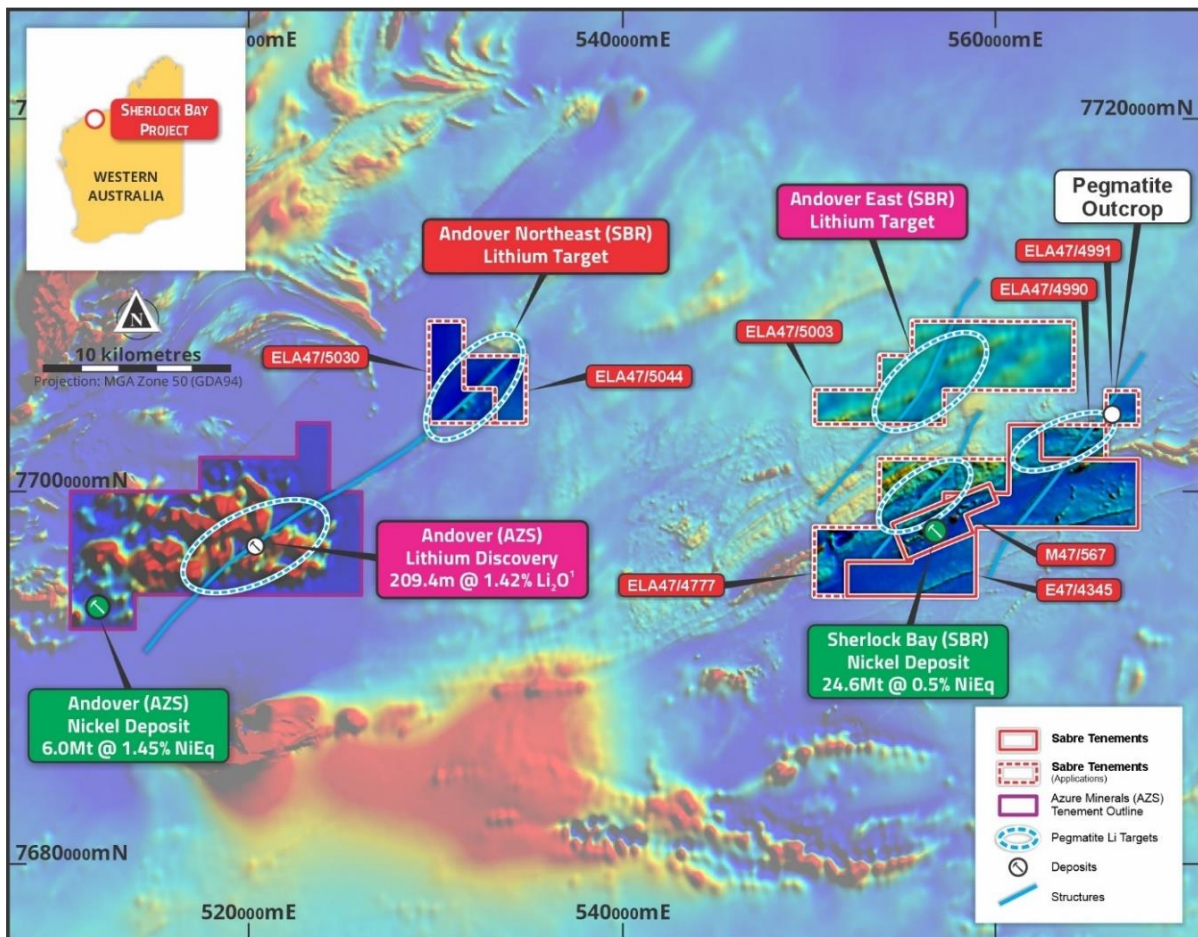 000mE
540000mE
560000mE
7720000mN
SHERLOCK BAY
PROJECT
WESTERN
AUSTRALIA
Pegmatite
Outcrop
Andover East (SBR)
Lithium Target
Andover Northeast (SBR)
Lithium Target
ELA47/4991
ELA47/4990
N
10 kilometres
Projection: MGA Zone 50 (GDA94)
ELA47/5030
ELA47/5044
ELA47/5003
7700000mN
Andover (AZS)
Lithium Discovery
209.4m @ 1.42% Li₂O¹
M47/567
ELA47/4777
E47/4345
Sherlock Bay (SBR)
Nickel Deposit
24.6Mt @ 0.5% NiEq
Andover (AZS)
Nickel Deposit
6.0Mt @ 1.45% NiEq
Sabre Tenements
Sabre Tenements
(Applications)
Azure Minerals (AZS)
Tenement Outline
Pegmatite Li Targets
Deposits
Structures
7680000mN
520000mE
540000mE
560000mE